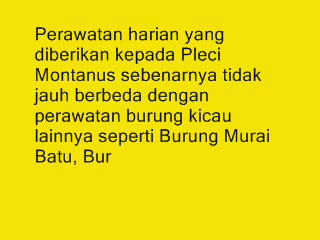 Perawatan harian yang
diberikan kepada Pleci
Montanus sebenarnya tidak
jauh berbeda dengan
perawatan burung kicau
lainnya seperti Burung Murai
Batu, Bur